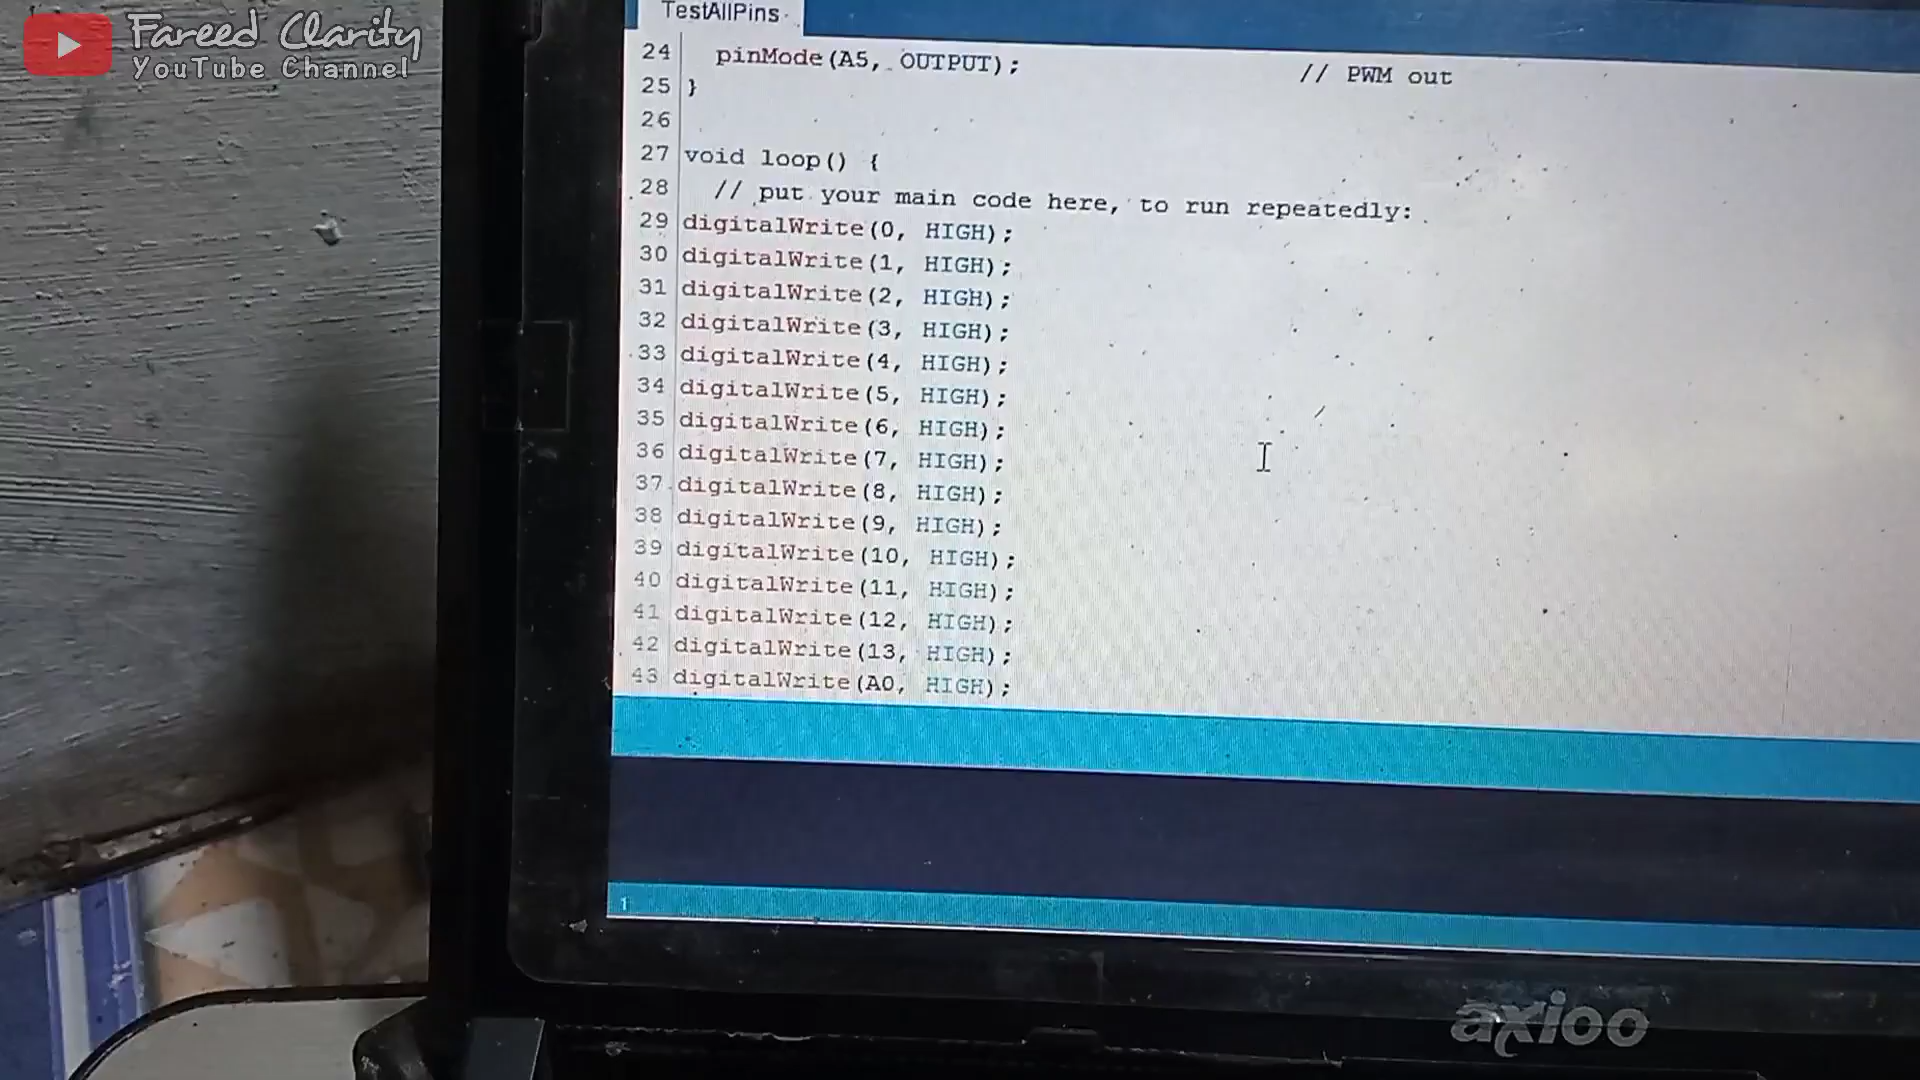 Fareed Clarity
YouTube Channel
TestAllPins
24 pinMode(A5, OUTPUT); // PWM out
25 }
26
27 void loop() {
28 // put your main code here, to run repeatedly:
29 digitalWrite(0, HIGH);
30 digitalWrite(1, HIGH);
31 digitalWrite(2, HIGH);
32 digitalWrite(3, HIGH);
33 digitalWrite(4, HIGH);
34 digitalWrite(5, HIGH);
35 digitalWrite(6, HIGH);
36 digitalWrite(7, HIGH);
37 digitalWrite(8, HIGH);
38 digitalWrite(9, HIGH);
39 digitalWrite(10, HIGH);
40 digitalWrite(11, HIGH);
41 digitalWrite(12, HIGH);
42 digitalWrite(13, HIGH);
43 digitalWrite(A0, HIGH);
1
axioo